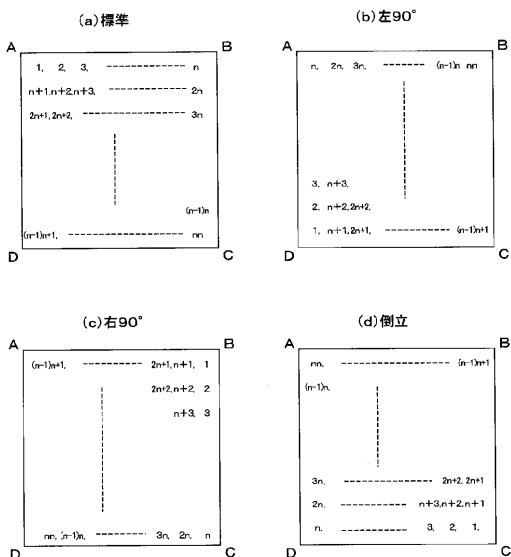 (a)標準
A B
1, 2, 3, n
n+1,n+2,n+3, 2n
2n+1,2n+2, 3n
(n-1)n
(n-1)n+1, nn
D C
(b)左90°
A B
n, 2n, 3n, (n-1)n nn
3, n+3,
2, n+2,2n+2,
1, n+1,2n+1, (n-1)n+1
D C
(c)右90°
A B
(n-1)n+1, 2n+1,n+1, 1
2n+2,n+2, 2
n+3, 3
nn, (n-1)n, 3n, 2n, n
D C
(d)倒立
A B
nn, (n-1)n+1
(n-1)n,
3n, 2n+2, 2n+1
2n, n+3,n+2,n+1
n, 3, 2, 1,
D C